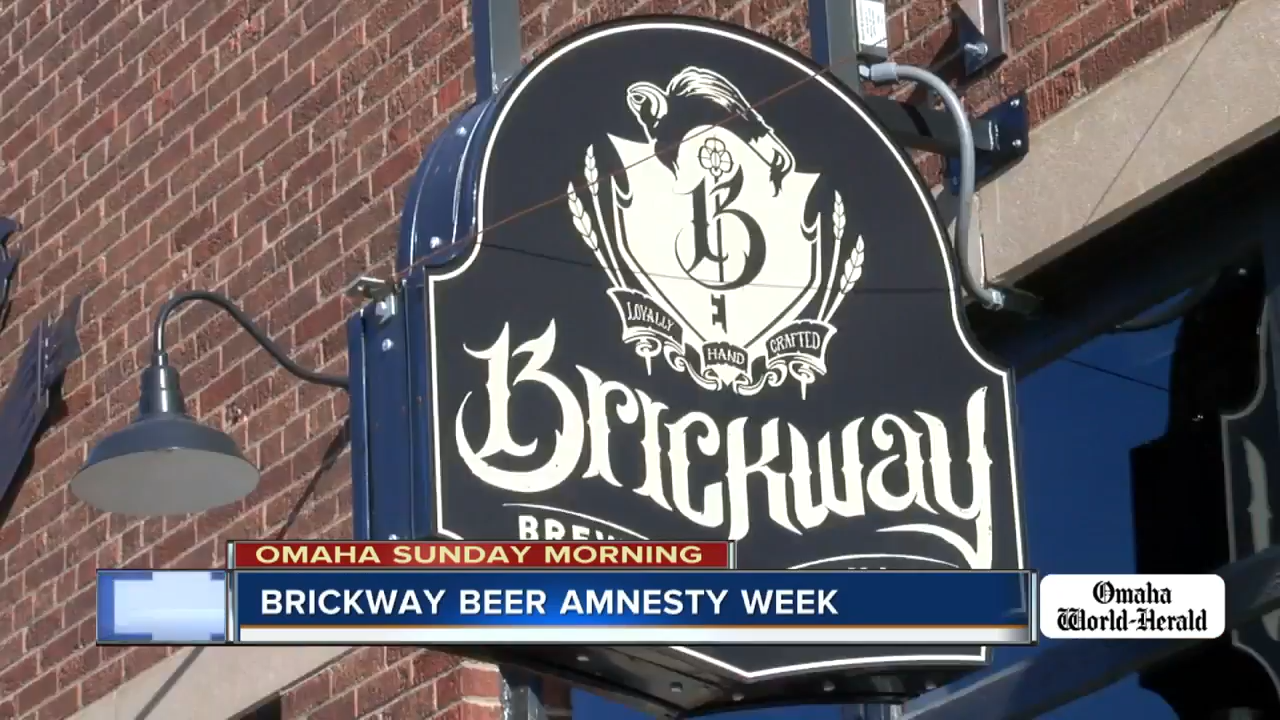 B
LOYALLY HAND CRAFTED
Brickway
OMAHA SUNDAY MORNING
BRICKWAY BEER AMNESTY WEEK
Omaha
World-Herald